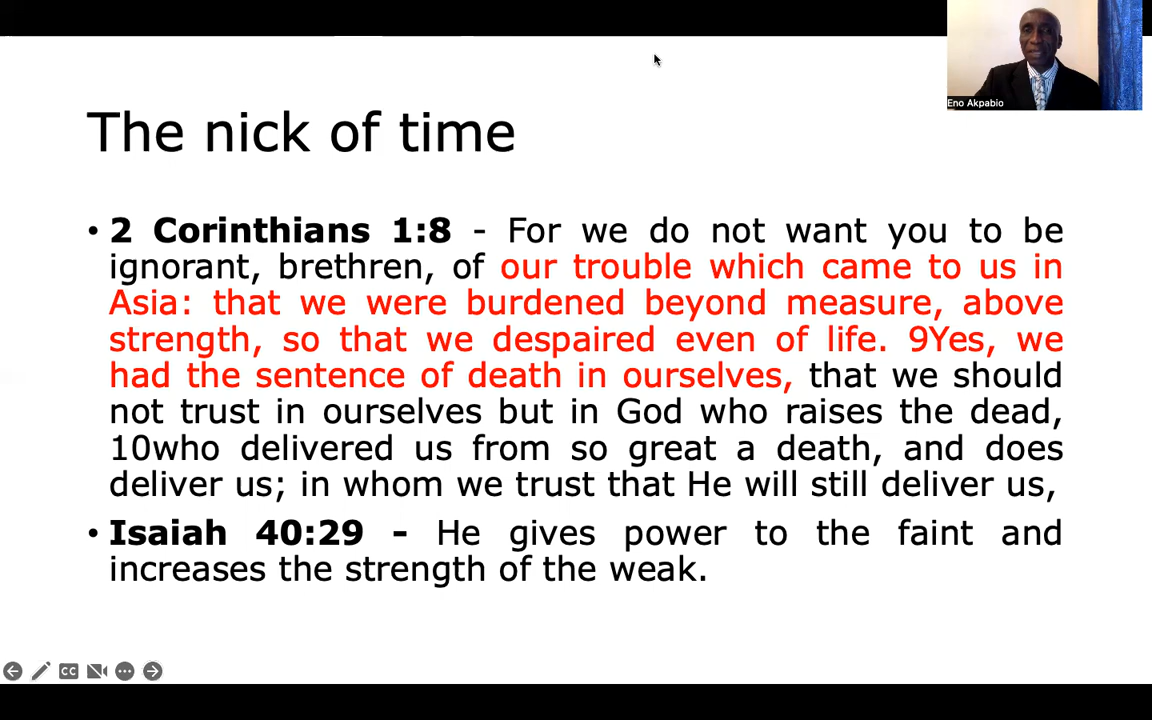 Eno Akpabio
The nick of time
• 2 Corinthians 1:8 - For we do not want you to be
ignorant, brethren, of our trouble which came to us in
Asia: that we were burdened beyond measure, above
strength, so that we despaired even of life. 9Yes, we
had the sentence of death in ourselves, that we should
not trust in ourselves but in God who raises the dead,
10who delivered us from so great a death, and does
deliver us; in whom we trust that He will still deliver us,
• Isaiah 40:29 - He gives power to the faint and
increases the strength of the weak.
CC